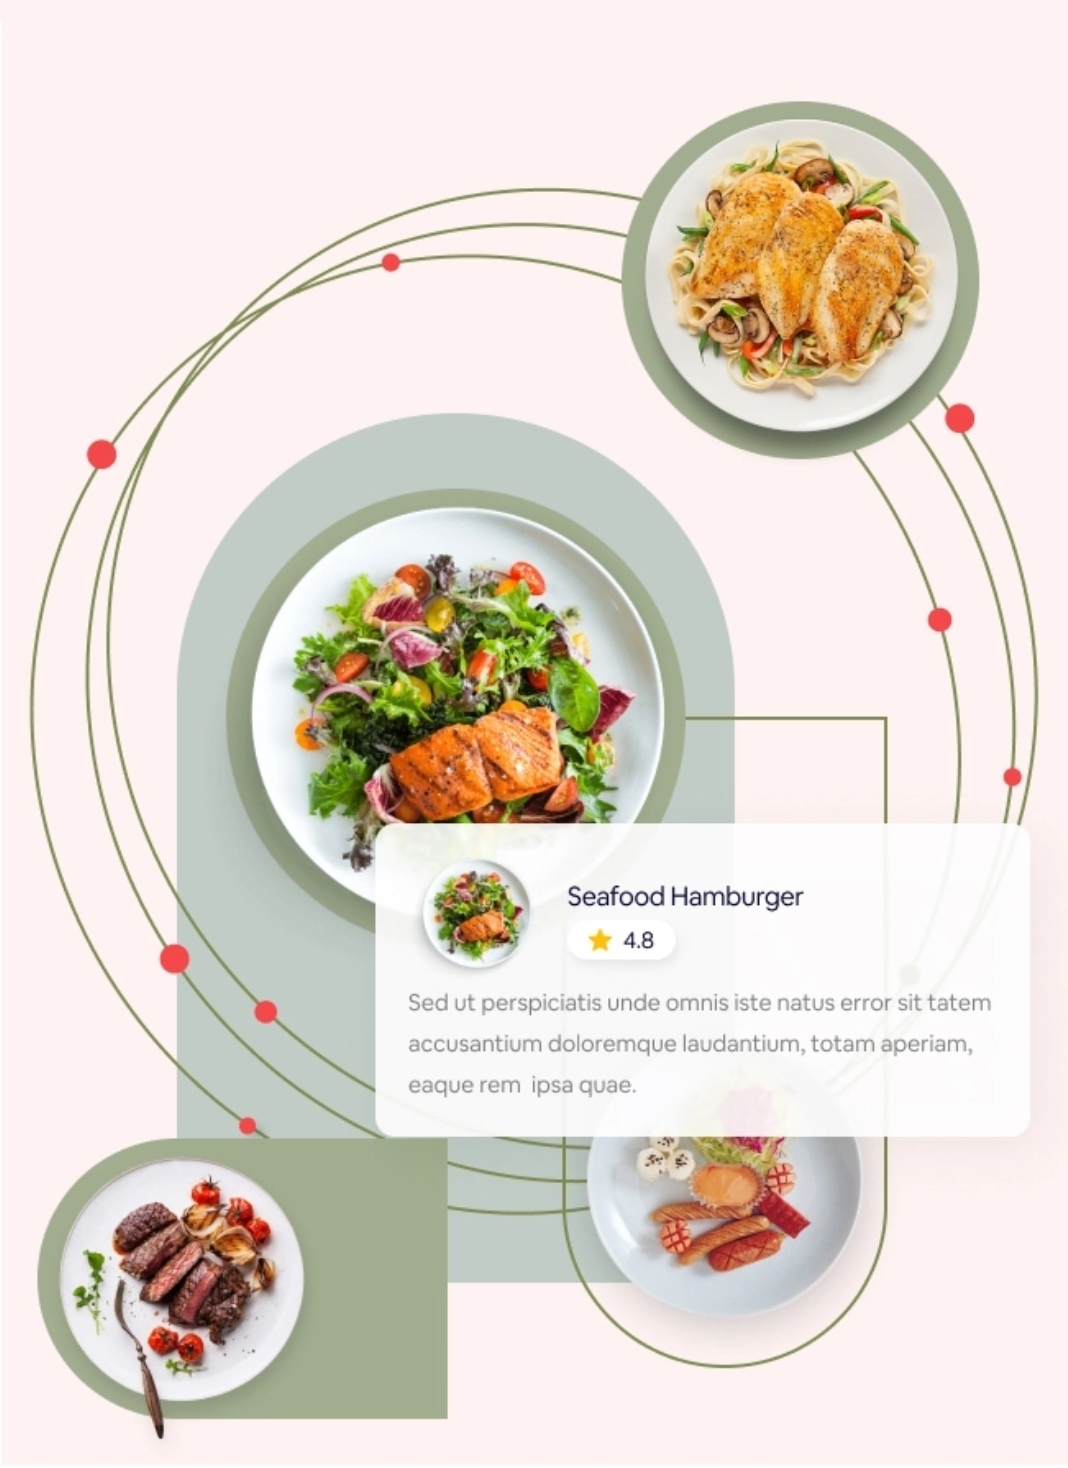 Seafood Hamburger
4.8
Sed ut perspiciatis unde omnis iste natus error sit tatem
accusantium doloremque laudantium, totam aperiam,
eaque rem ipsa quae.